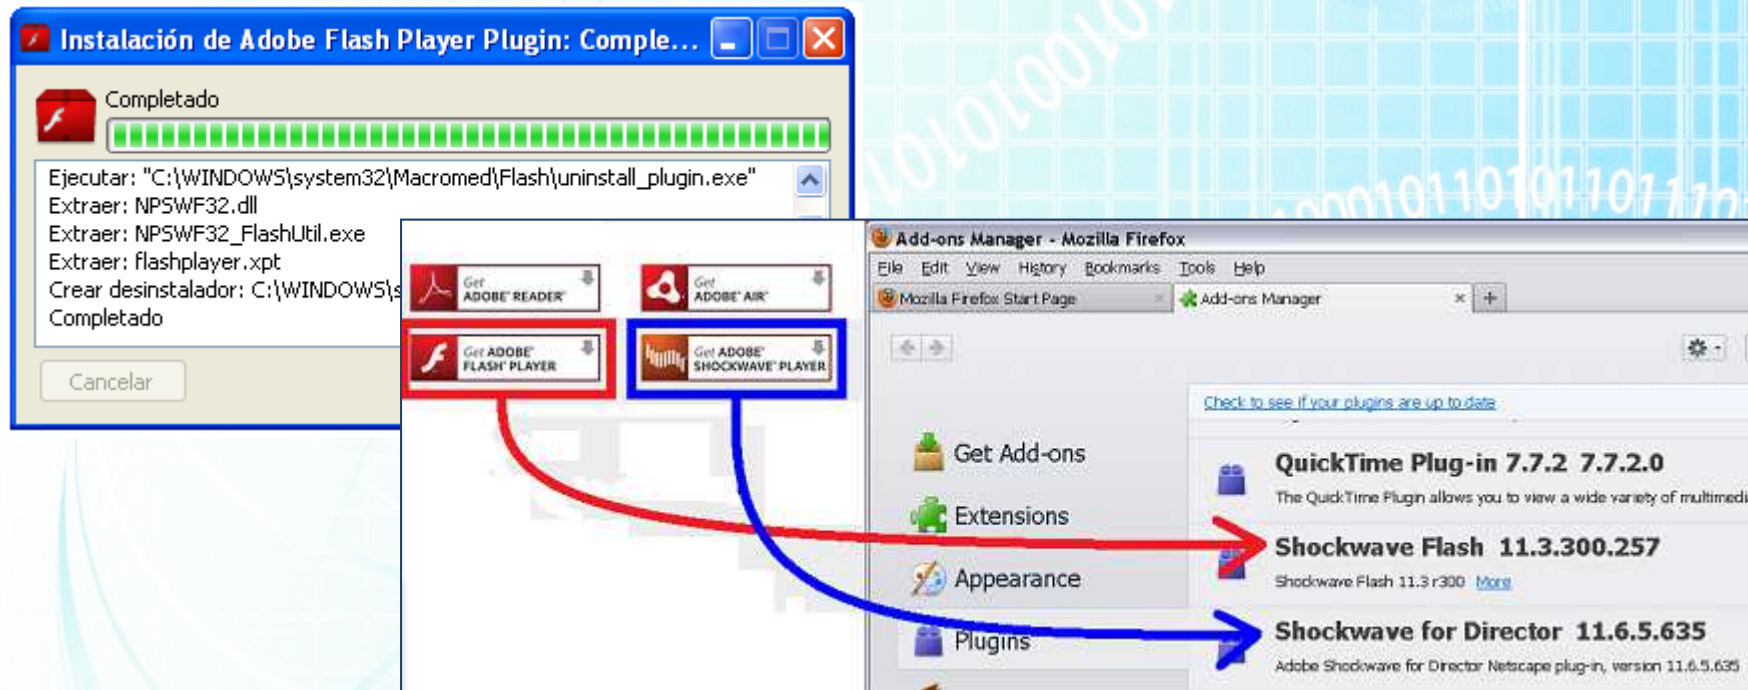 Instalación de Adobe Flash Player Plugin: Comple...
Completado
Ejecutar: "C:\WINDOWS\system32\Macromed\Flash\uninstall_plugin.exe"
Extraer: NPSWF32.dll
Extraer: NPSWF32_FlashUtil.exe
Extraer: flashplayer.xpt
Crear desinstalador: C:\WINDOWS\s
Completado
Cancelar
Get ADOBE® READER®
Get ADOBE® AIR®
Get ADOBE® FLASH® PLAYER
Get ADOBE® SHOCKWAVE® PLAYER
Add-ons Manager - Mozilla Firefox
File Edit View History Bookmarks Tools Help
Mozilla Firefox Start Page
Add-ons Manager
Check to see if your plugins are up to date
Get Add-ons
Extensions
Appearance
Plugins
QuickTime Plug-in 7.7.2 7.7.2.0
The QuickTime Plugin allows you to view a wide variety of multimedi
Shockwave Flash 11.3.300.257
Shockwave Flash 11.3 r300 More
Shockwave for Director 11.6.5.635
Adobe Shockwave for Director Netscape plug-in, version 11.6.5.635